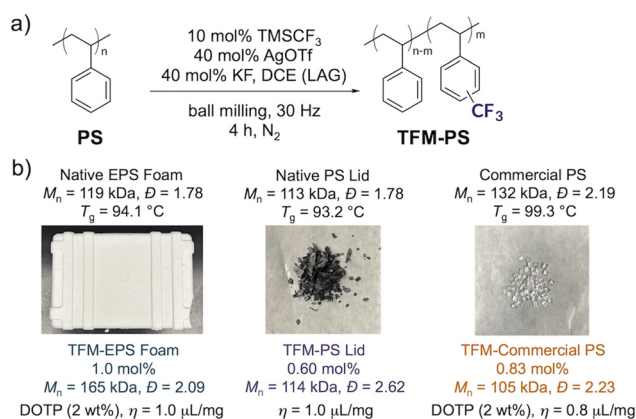 a)
n
PS
10 mol% TMSCF3
40 mol% AgOTf
40 mol% KF, DCE (LAG)
ball milling, 30 Hz
4 h, N2
n-m
m
CF3
TFM-PS
b)
Native EPS Foam
Mn = 119 kDa, Đ = 1.78
Tg = 94.1 °C
TFM-EPS Foam
1.0 mol%
Mn = 165 kDa, Đ = 2.09
DOTP (2 wt%), η = 1.0 μL/mg
Native PS Lid
Mn = 113 kDa, Đ = 1.78
Tg = 93.2 °C
TFM-PS Lid
0.60 mol%
Mn = 114 kDa, Đ = 2.62
η = 1.0 μL/mg
Commercial PS
Mn = 132 kDa, Đ = 2.19
Tg = 99.3 °C
TFM-Commercial PS
0.83 mol%
Mn = 105 kDa, Đ = 2.23
DOTP (2 wt%), η = 0.8 μL/mg